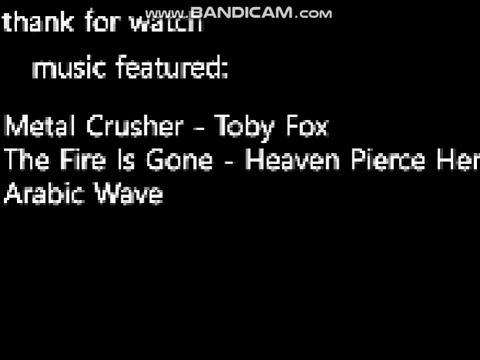 www.BANDICAM.com
thank for watch
music featured:
Metal Crusher - Toby Fox
The Fire Is Gone - Heaven Pierce Her
Arabic Wave